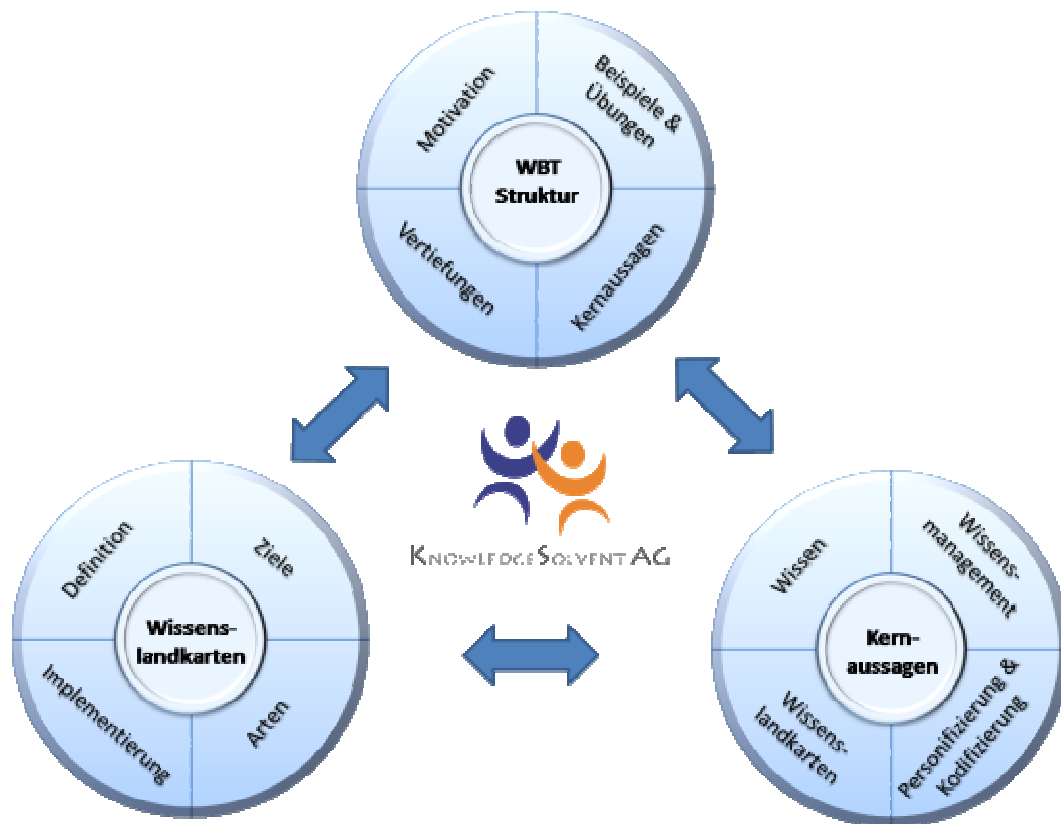 Motivation
Beispiele &
Übungen
WBT
Struktur
Vertiefungen
Kernaussagen
KNOWLEDGESOLVENT AG
Definition
Ziele
Wissens-
landkarten
Implementierung
Arten
Wissen
Wissens-
management
Kern-
aussagen
Wissens-
landkarten
Personifizierung &
Kodifizierung